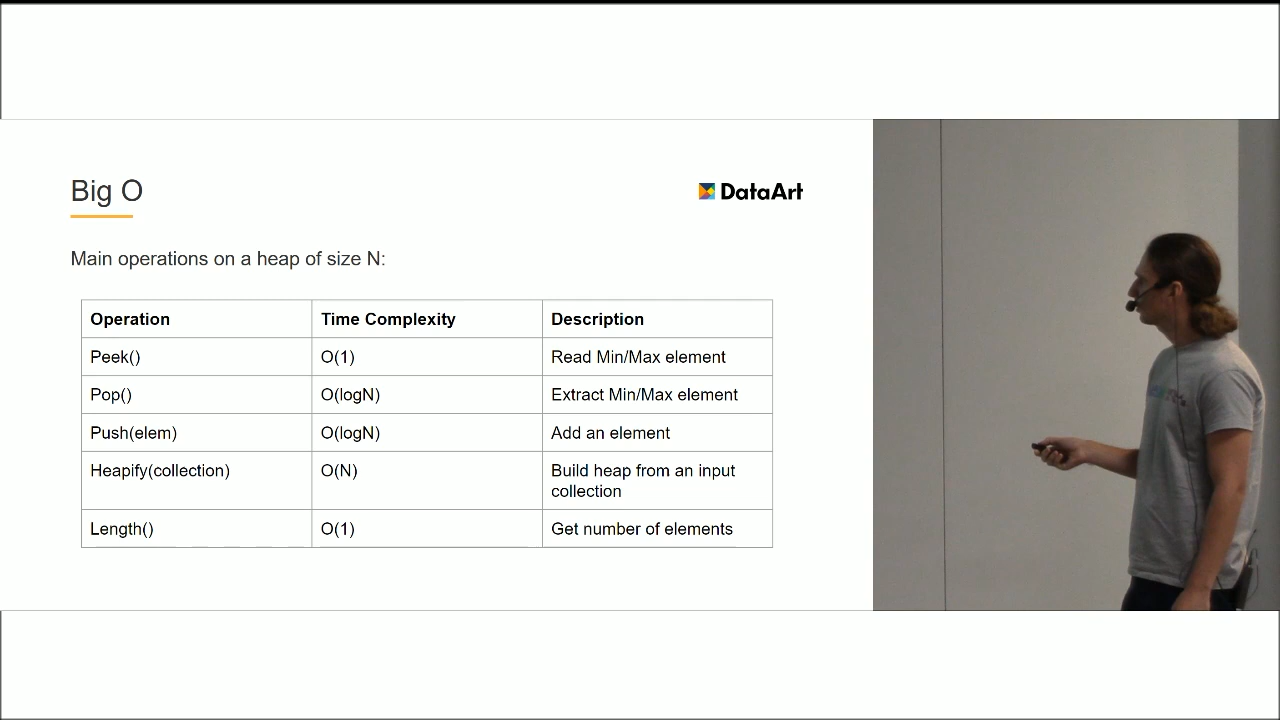 Big O
DataArt
Main operations on a heap of size N:
Operation Time Complexity Description
Peek() O(1) Read Min/Max element
Pop() O(logN) Extract Min/Max element
Push(elem) O(logN) Add an element
Heapify(collection) O(N) Build heap from an input
collection
Length() O(1) Get number of elements